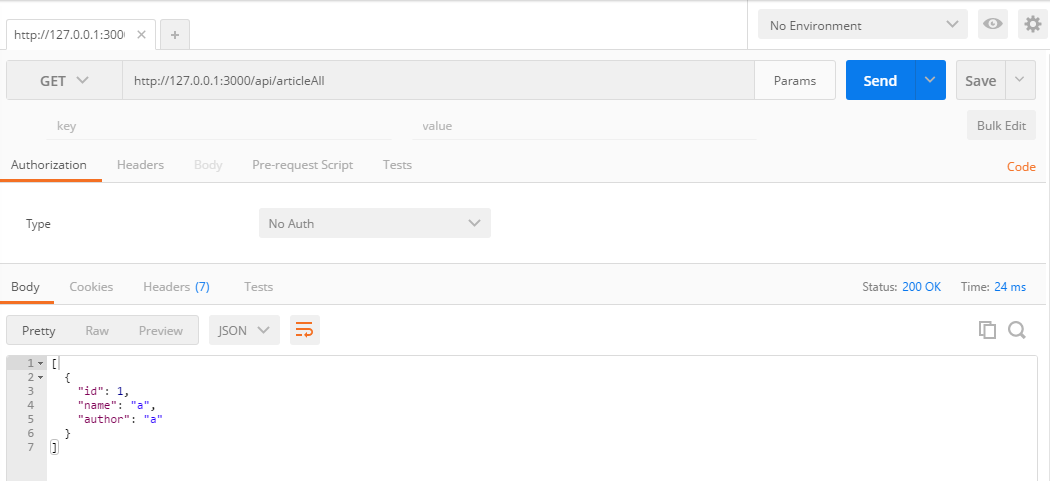 http://127.0.0.1:300
No Environment
GET
http://127.0.0.1:3000/api/articleAll
Params
Send
Save
key
value
Bulk Edit
Authorization
Headers
Body
Pre-request Script
Tests
Code
Type
No Auth
Body
Cookies
Headers (7)
Tests
Status: 200 OK
Time: 24 ms
Pretty
Raw
Preview
JSON
1 [
2 {
3 "id": 1,
4 "name": "a",
5 "author": "a"
6 }
7 ]